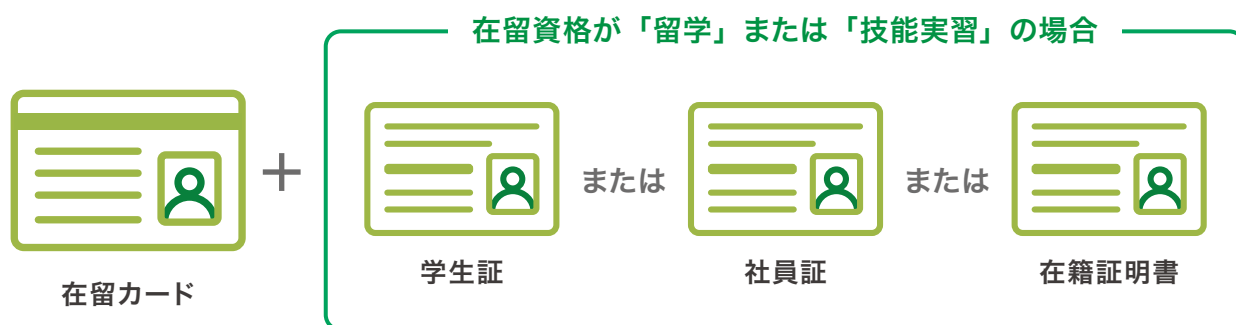 在留資格が「留学」または「技能実習」の場合
在留カード
＋
学生証
または
社員証
または
在籍証明書